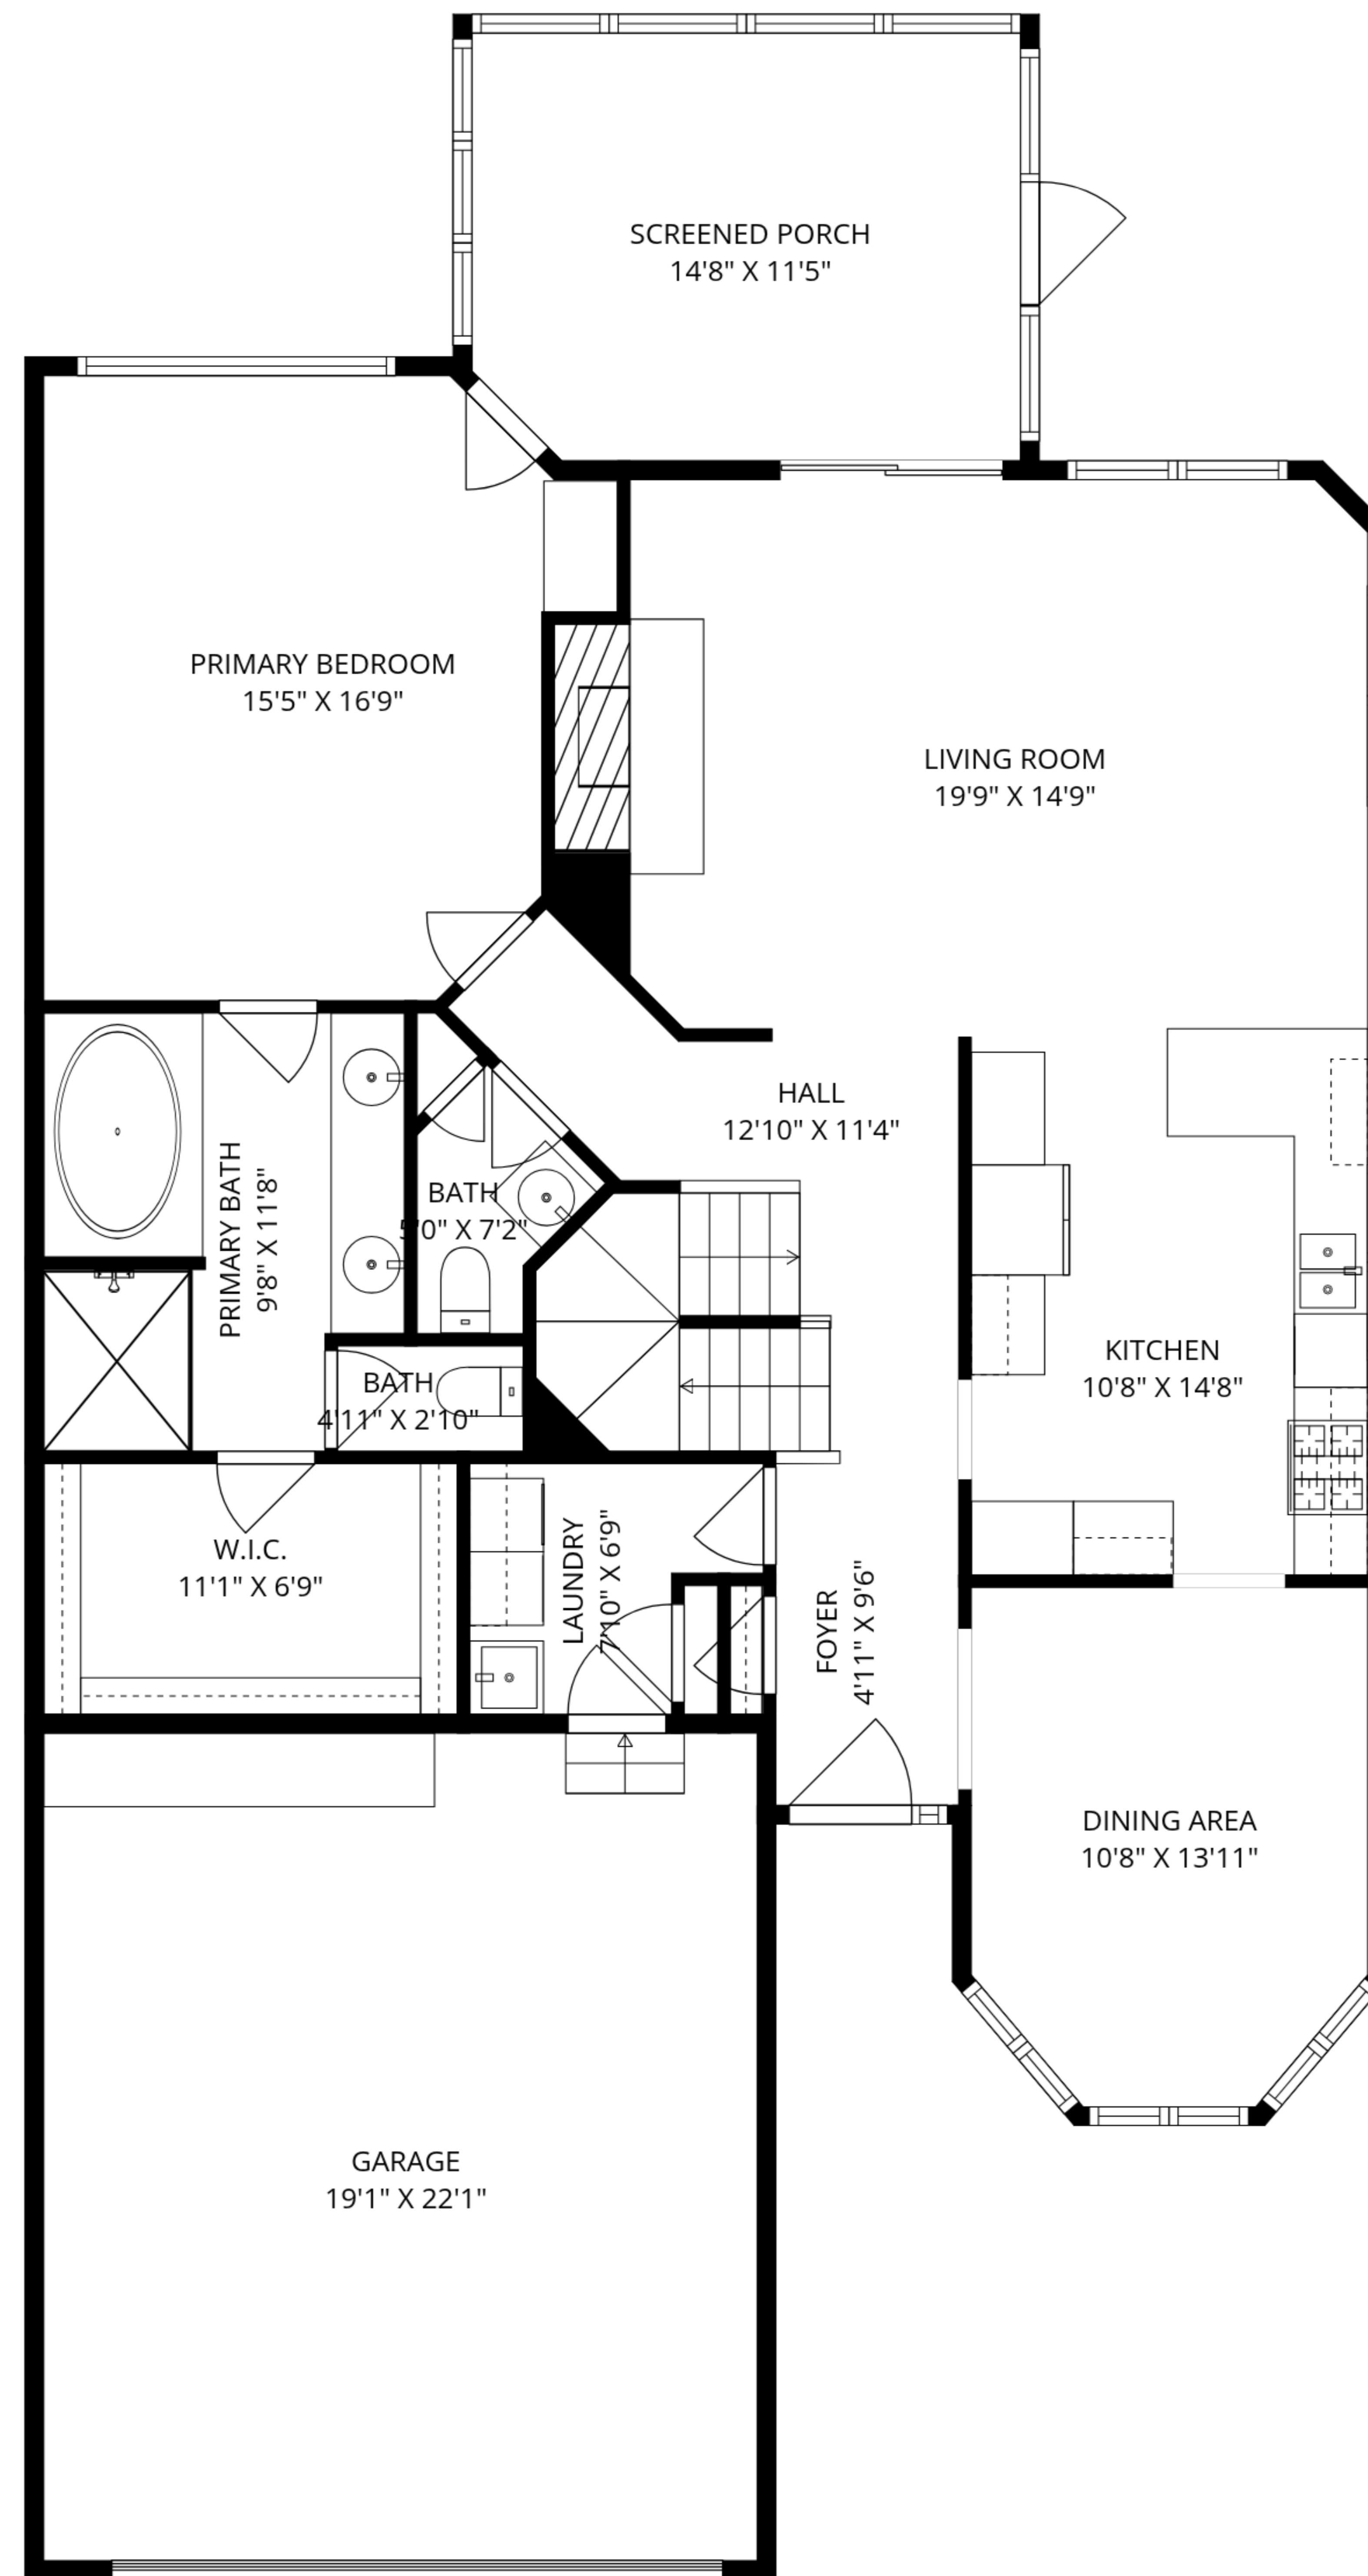 SCREENED PORCH
14'8" X 11'5"
PRIMARY BEDROOM
15'5" X 16'9"
LIVING ROOM
19'9" X 14'9"
HALL
12'10" X 11'4"
PRIMARY BATH
9'8" X 11'8"
BATH
5'0" X 7'2"
KITCHEN
10'8" X 14'8"
BATH
4'11" X 2'10"
W.I.C.
11'1" X 6'9"
LAUNDRY
7'10" X 6'9"
FOYER
4'11" X 9'6"
DINING AREA
10'8" X 13'11"
GARAGE
19'1" X 22'1"